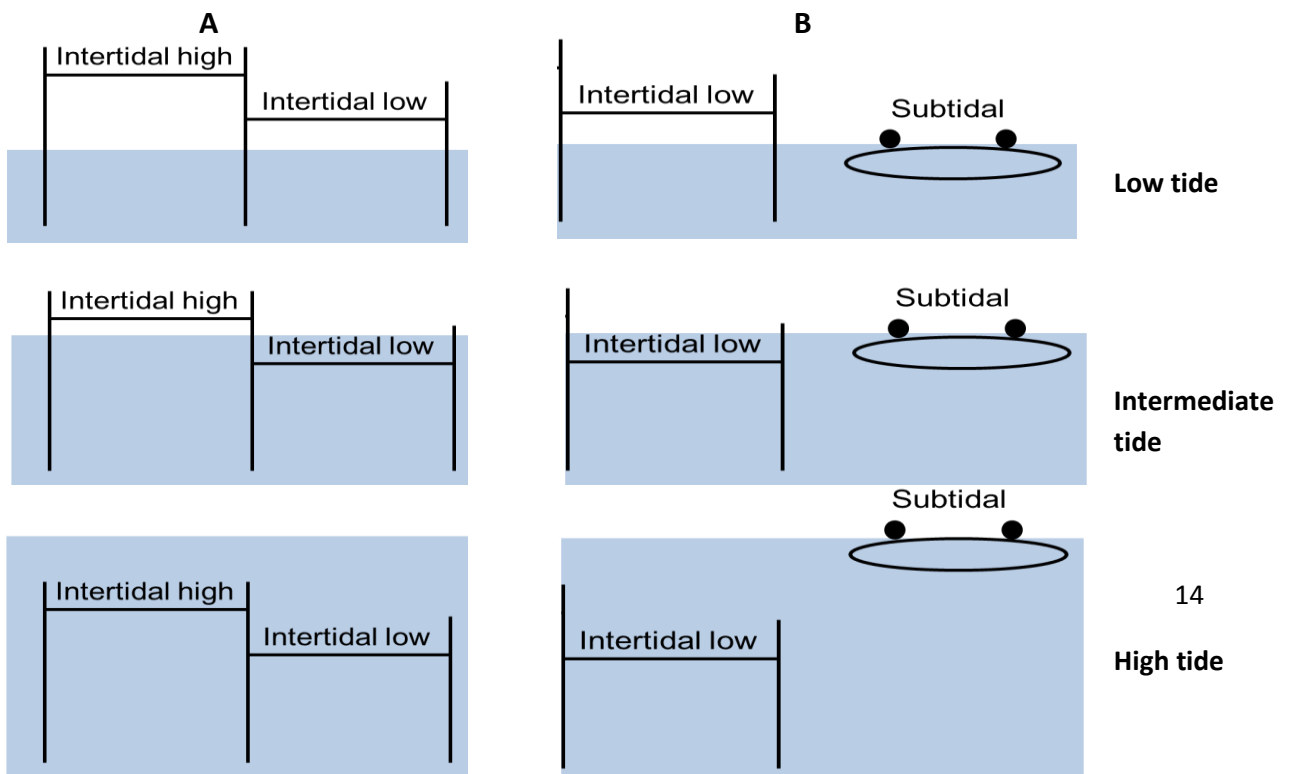 A
B
Intertidal high
Intertidal low
Intertidal low
Subtidal
Low tide
Intertidal high
Intertidal low
Intertidal low
Subtidal
Intermediate
tide
Subtidal
Intertidal high
Intertidal low
Intertidal low
14
High tide